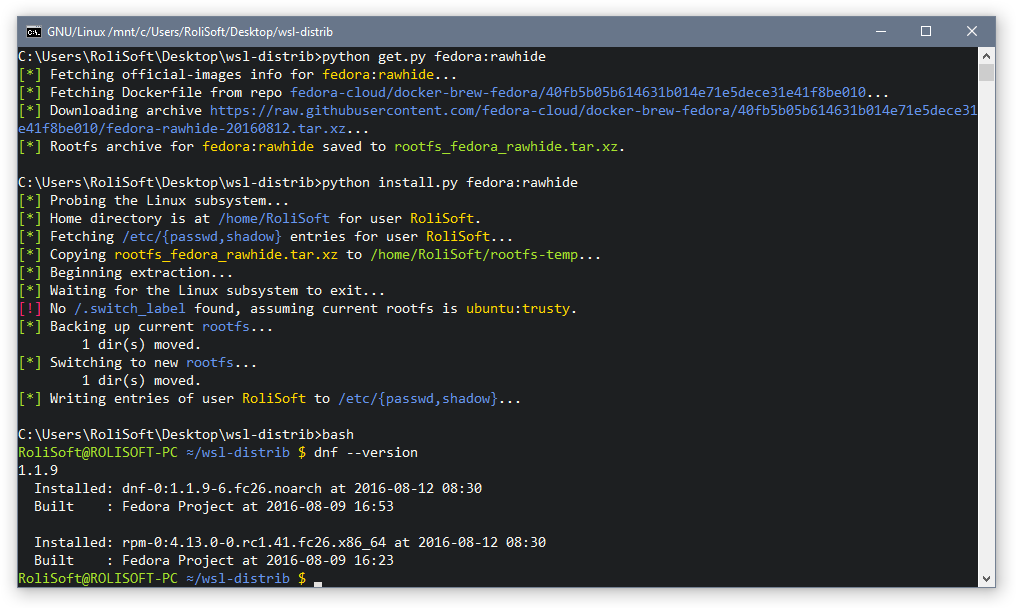 GNU/Linux /mnt/c/Users/RoliSoft/Desktop/wsl-distrib
C:\Users\RoliSoft\Desktop\wsl-distrib>python get.py fedora:rawhide
[*] Fetching official-images info for fedora:rawhide...
[*] Fetching Dockerfile from repo fedora-cloud/docker-brew-fedora/40fb5b05b614631b014e71e5dece31e41f8be010...
[*] Downloading archive https://raw.githubusercontent.com/fedora-cloud/docker-brew-fedora/40fb5b05b614631b014e71e5dece31
e41f8be010/fedora-rawhide-20160812.tar.xz...
[*] Rootfs archive for fedora:rawhide saved to rootfs_fedora_rawhide.tar.xz.
C:\Users\RoliSoft\Desktop\wsl-distrib>python install.py fedora:rawhide
[*] Probing the Linux subsystem...
[*] Home directory is at /home/RoliSoft for user RoliSoft.
[*] Fetching /etc/{passwd,shadow} entries for user RoliSoft...
[*] Copying rootfs_fedora_rawhide.tar.xz to /home/RoliSoft/rootfs-temp...
[*] Beginning extraction...
[*] Waiting for the Linux subsystem to exit...
[!] No /.switch_label found, assuming current rootfs is ubuntu:trusty.
[*] Backing up current rootfs...
        1 dir(s) moved.
[*] Switching to new rootfs...
        1 dir(s) moved.
[*] Writing entries of user RoliSoft to /etc/{passwd,shadow}...
C:\Users\RoliSoft\Desktop\wsl-distrib>bash
RoliSoft@ROLISOFT-PC ≈/wsl-distrib $ dnf --version
1.1.9
  Installed: dnf-0:1.1.9-6.fc26.noarch at 2016-08-12 08:30
  Built    : Fedora Project at 2016-08-09 16:53
  Installed: rpm-0:4.13.0-0.rc1.41.fc26.x86_64 at 2016-08-12 08:30
  Built    : Fedora Project at 2016-08-09 16:23
RoliSoft@ROLISOFT-PC ≈/wsl-distrib $